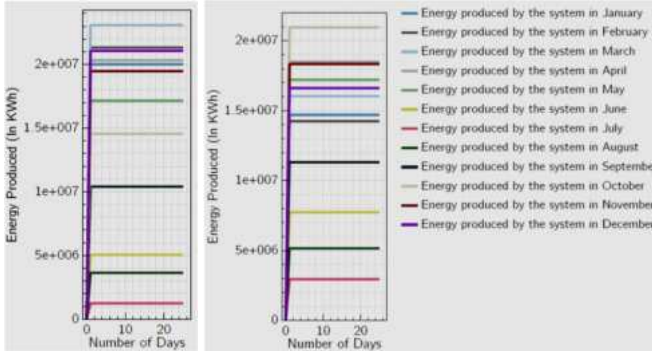 Energy Produced (In KWh)
2e+007
1.5e+007
1e+007
5e+006
0
0 10 20
Number of Days
Energy Produced (In KWh)
2e+007
1.5e+007
1e+007
5e+006
0
0 10 20
Number of Days
Energy produced by the system in January
Energy produced by the system in February
Energy produced by the system in March
Energy produced by the system in April
Energy produced by the system in May
Energy produced by the system in June
Energy produced by the system in July
Energy produced by the system in August
Energy produced by the system in September
Energy produced by the system in October
Energy produced by the system in November
Energy produced by the system in December